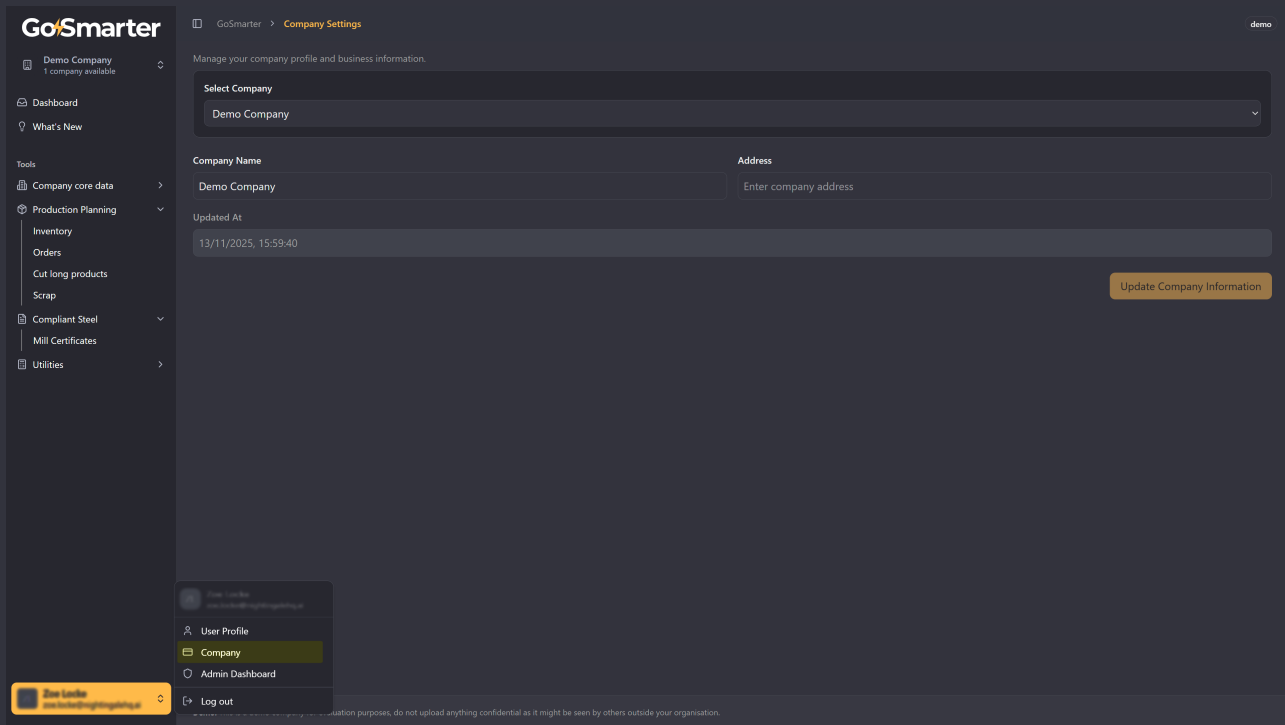 GoSmarter
Demo Company
1 company available
Dashboard
What's New
Tools
Company core data
Production Planning
Inventory
Orders
Cut long products
Scrap
Compliant Steel
Mill Certificates
Utilities
GoSmarter > Company Settings
demo
Manage your company profile and business information.
Select Company
Demo Company
Company Name
Demo Company
Address
Enter company address
Updated At
13/11/2025, 15:59:40
Update Company Information
User Profile
Company
Admin Dashboard
Log out
purposes, do not upload anything confidential as it might be seen by others outside your organisation.